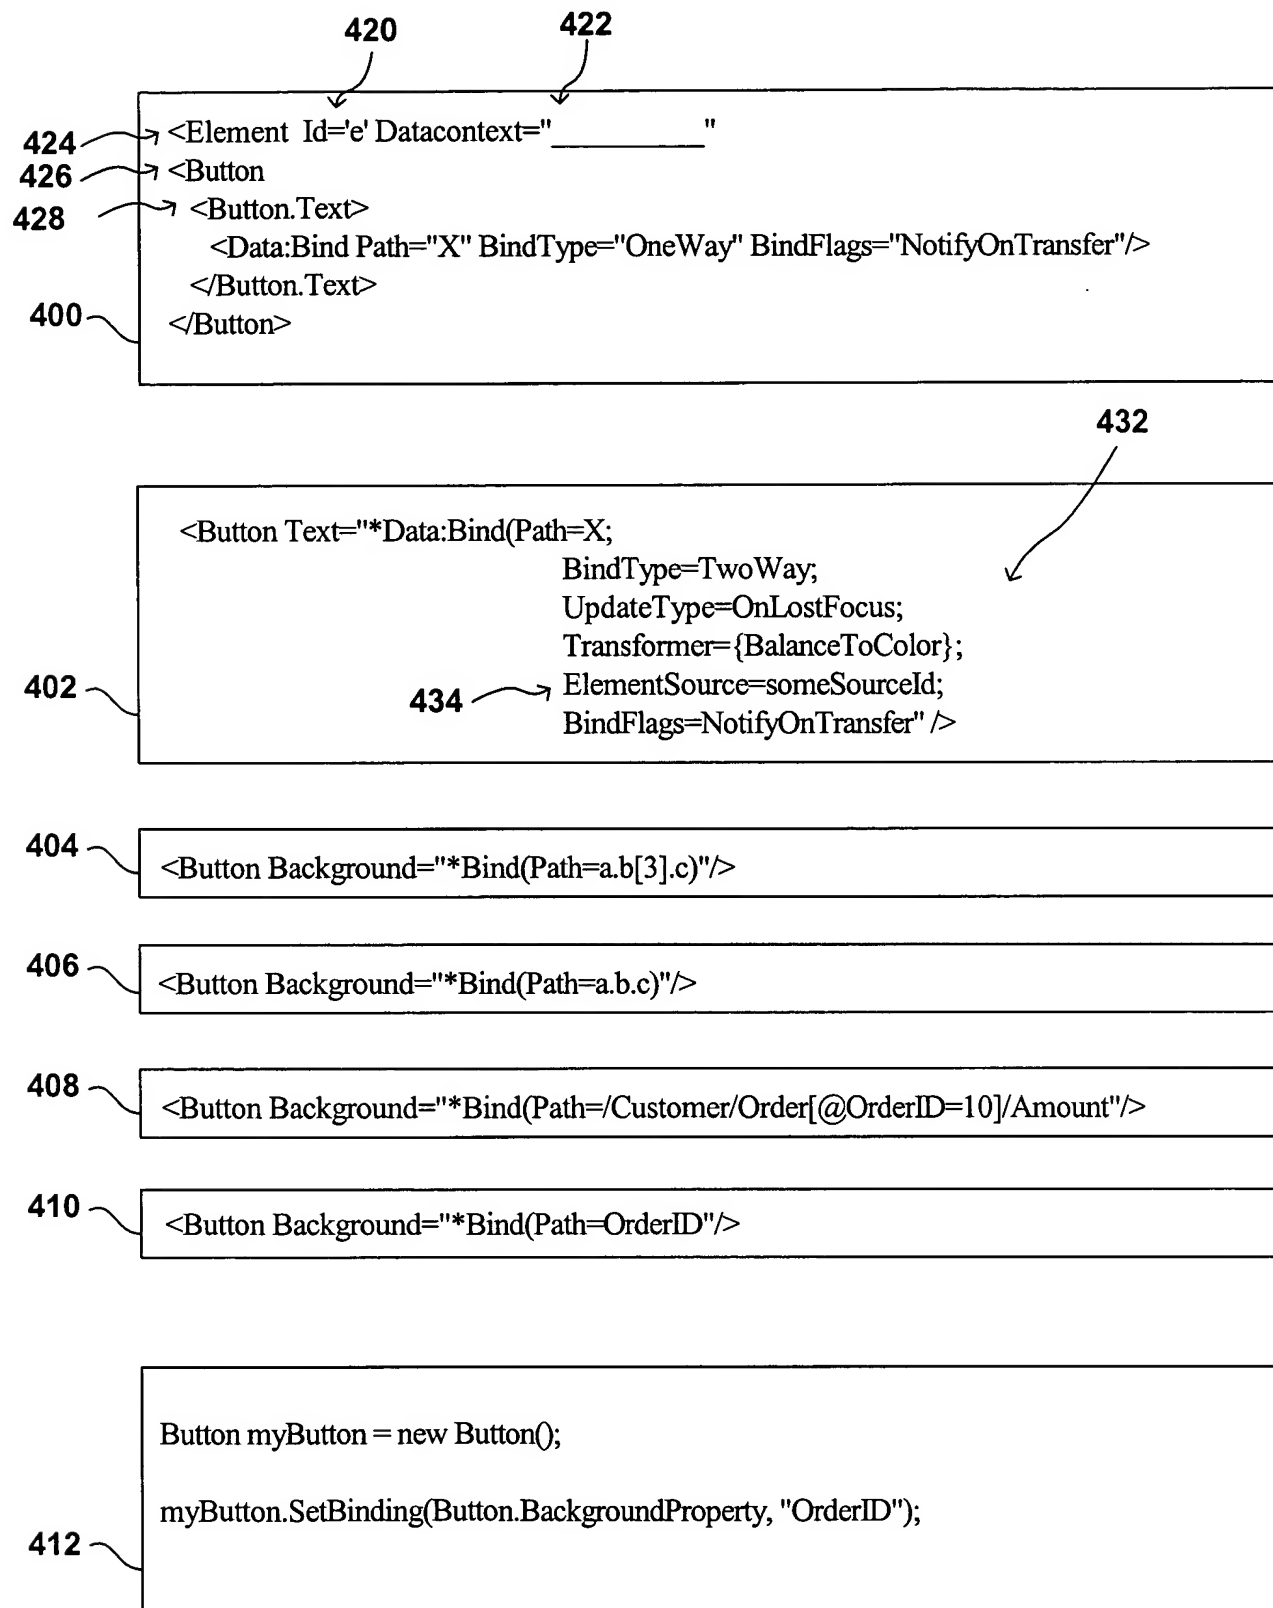 420
422
424
<Element Id='e' Datacontext="___________"
426
<Button
428
<Button.Text>
<Data:Bind Path="X" BindType="OneWay" BindFlags="NotifyOnTransfer"/>
</Button.Text>
400
</Button>
432
<Button Text="*Data:Bind(Path=X;
BindType=TwoWay;
UpdateType=OnLostFocus;
Transformer={BalanceToColor};
402
434
ElementSource=someSourceId;
BindFlags=NotifyOnTransfer" />
404
<Button Background="*Bind(Path=a.b[3].c)"/>
406
<Button Background="*Bind(Path=a.b.c)"/>
408
<Button Background="*Bind(Path=/Customer/Order[@OrderID=10]/Amount"/>
410
<Button Background="*Bind(Path=OrderID"/>
Button myButton = new Button();
myButton.SetBinding(Button.BackgroundProperty, "OrderID");
412